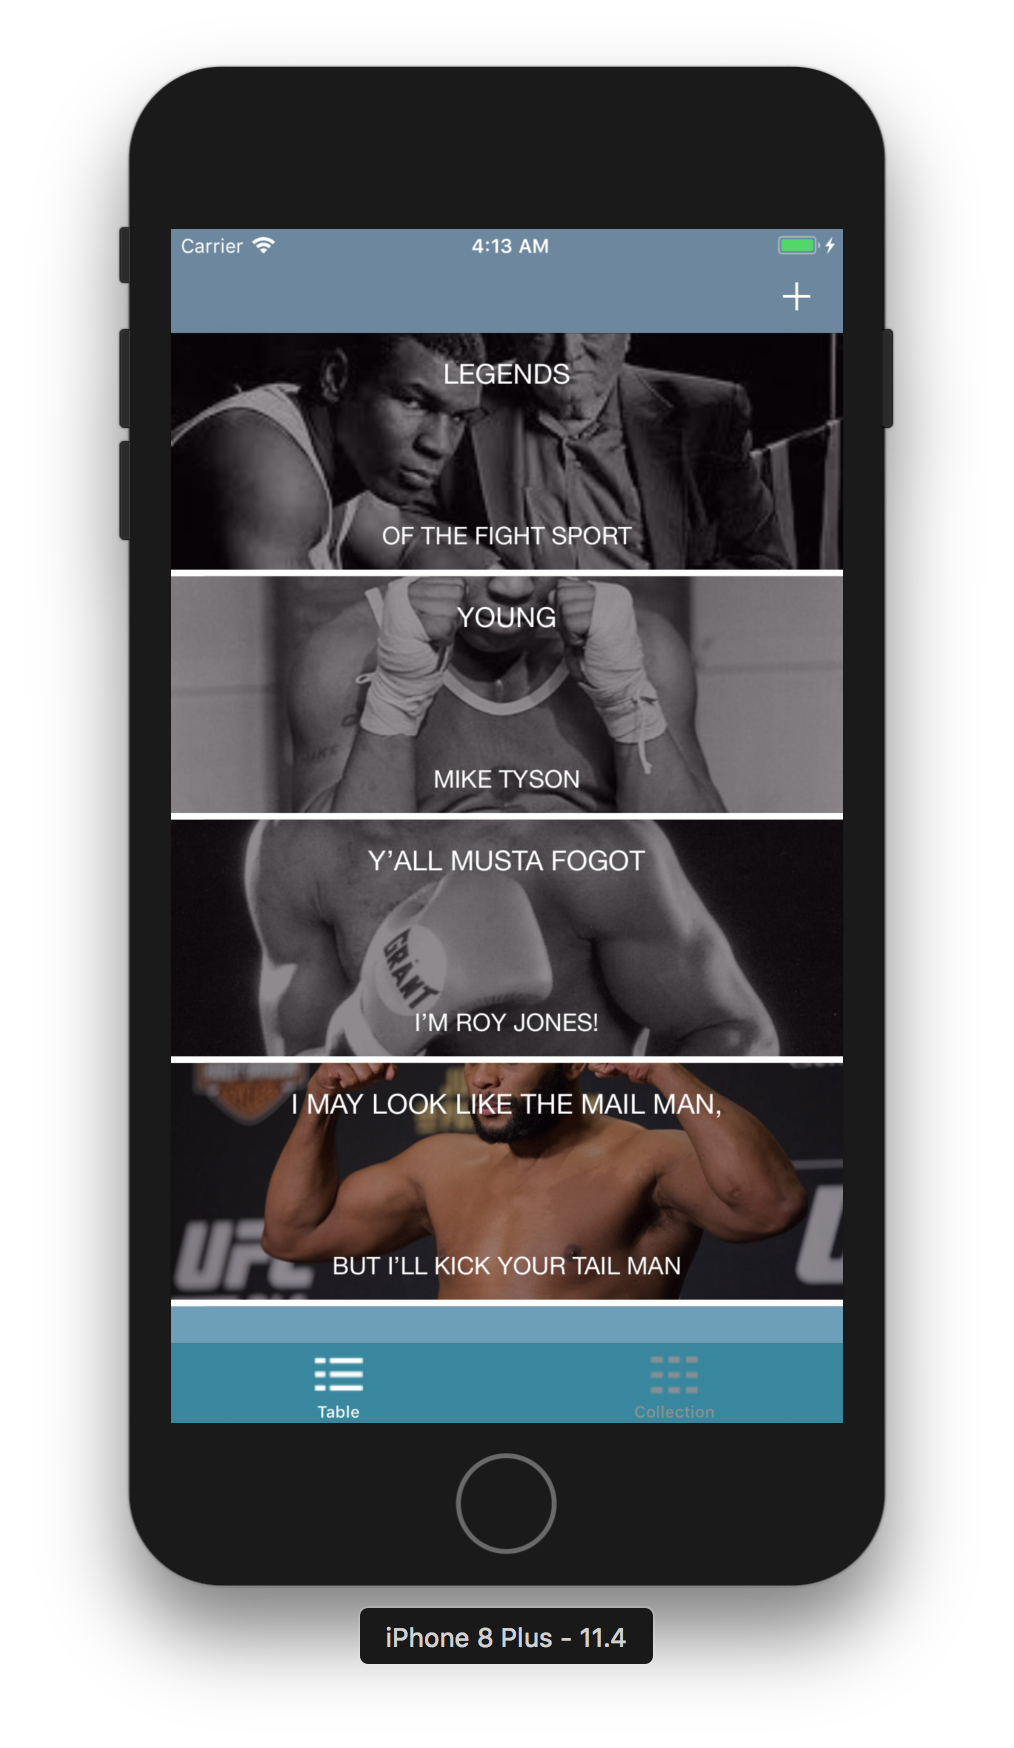 Carrier
4:13 AM
LEGENDS
OF THE FIGHT SPORT
YOUNG
MIKE TYSON
Y’ALL MUSTA FOGOT
GRANT
I’M ROY JONES!
I MAY LOOK LIKE THE MAIL MAN,
UFC
BUT I’LL KICK YOUR TAIL MAN
Table
Collection
iPhone 8 Plus - 11.4